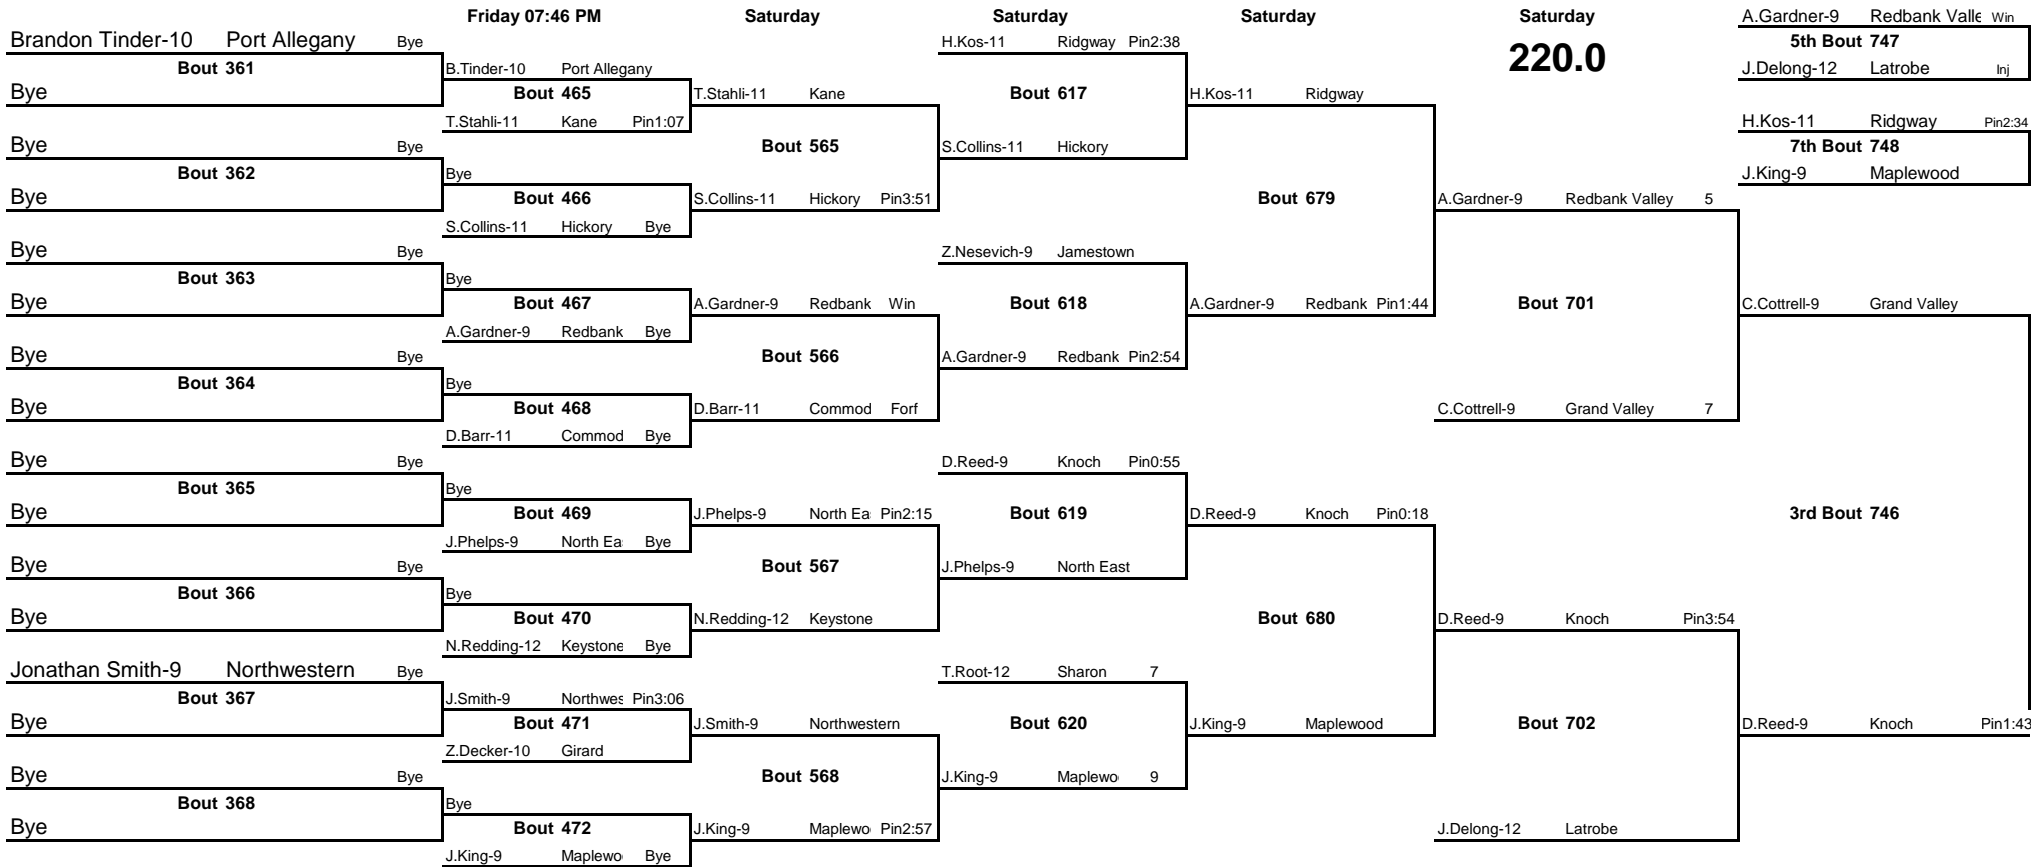 Friday 07:46 PM Saturday Saturday Saturday Saturday A.Gardner-9 Redbank Valle Win
Brandon Tinder-10 Port Allegany Bye H.Kos-11 Ridgway Pin2:38 220.0 5th Bout 747
Bout 361 B.Tinder-10 Port Allegany J.Delong-12 Latrobe Inj
Bye Bout 465 T.Stahli-11 Kane Bout 617 H.Kos-11 Ridgway
T.Stahli-11 Kane Pin1:07 H.Kos-11 Ridgway Pin2:34
Bye Bye Bout 565 S.Collins-11 Hickory 7th Bout 748
Bout 362 Bye J.King-9 Maplewood
Bye Bout 466 S.Collins-11 Hickory Pin3:51 Bout 679 A.Gardner-9 Redbank Valley 5
S.Collins-11 Hickory Bye
Bye Bye Z.Nesevich-9 Jamestown
Bout 363 Bye
Bye Bout 467 A.Gardner-9 Redbank Win Bout 618 A.Gardner-9 Redbank Pin1:44 Bout 701 C.Cottrell-9 Grand Valley
A.Gardner-9 Redbank Bye
Bye Bye Bout 566 A.Gardner-9 Redbank Pin2:54
Bout 364 Bye
Bye Bout 468 D.Barr-11 Commod Forf C.Cottrell-9 Grand Valley 7
D.Barr-11 Commod Bye
Bye Bye D.Reed-9 Knoch Pin0:55
Bout 365 Bye
Bye Bout 469 J.Phelps-9 North Ea Pin2:15 Bout 619 D.Reed-9 Knoch Pin0:18 3rd Bout 746
J.Phelps-9 North Ea Bye
Bye Bye Bout 567 J.Phelps-9 North East
Bout 366 Bye
Bye Bout 470 N.Redding-12 Keystone Bout 680 D.Reed-9 Knoch Pin3:54
N.Redding-12 Keystone Bye
Jonathan Smith-9 Northwestern Bye T.Root-12 Sharon 7
Bout 367 J.Smith-9 Northwes Pin3:06
Bye Bout 471 J.Smith-9 Northwestern Bout 620 J.King-9 Maplewood Bout 702 D.Reed-9 Knoch Pin1:43
Z.Decker-10 Girard
Bye Bye Bout 568 J.King-9 Maplewo 9
Bout 368 Bye
Bye Bout 472 J.King-9 Maplewo Pin2:57 J.Delong-12 Latrobe
J.King-9 Maplewo Bye